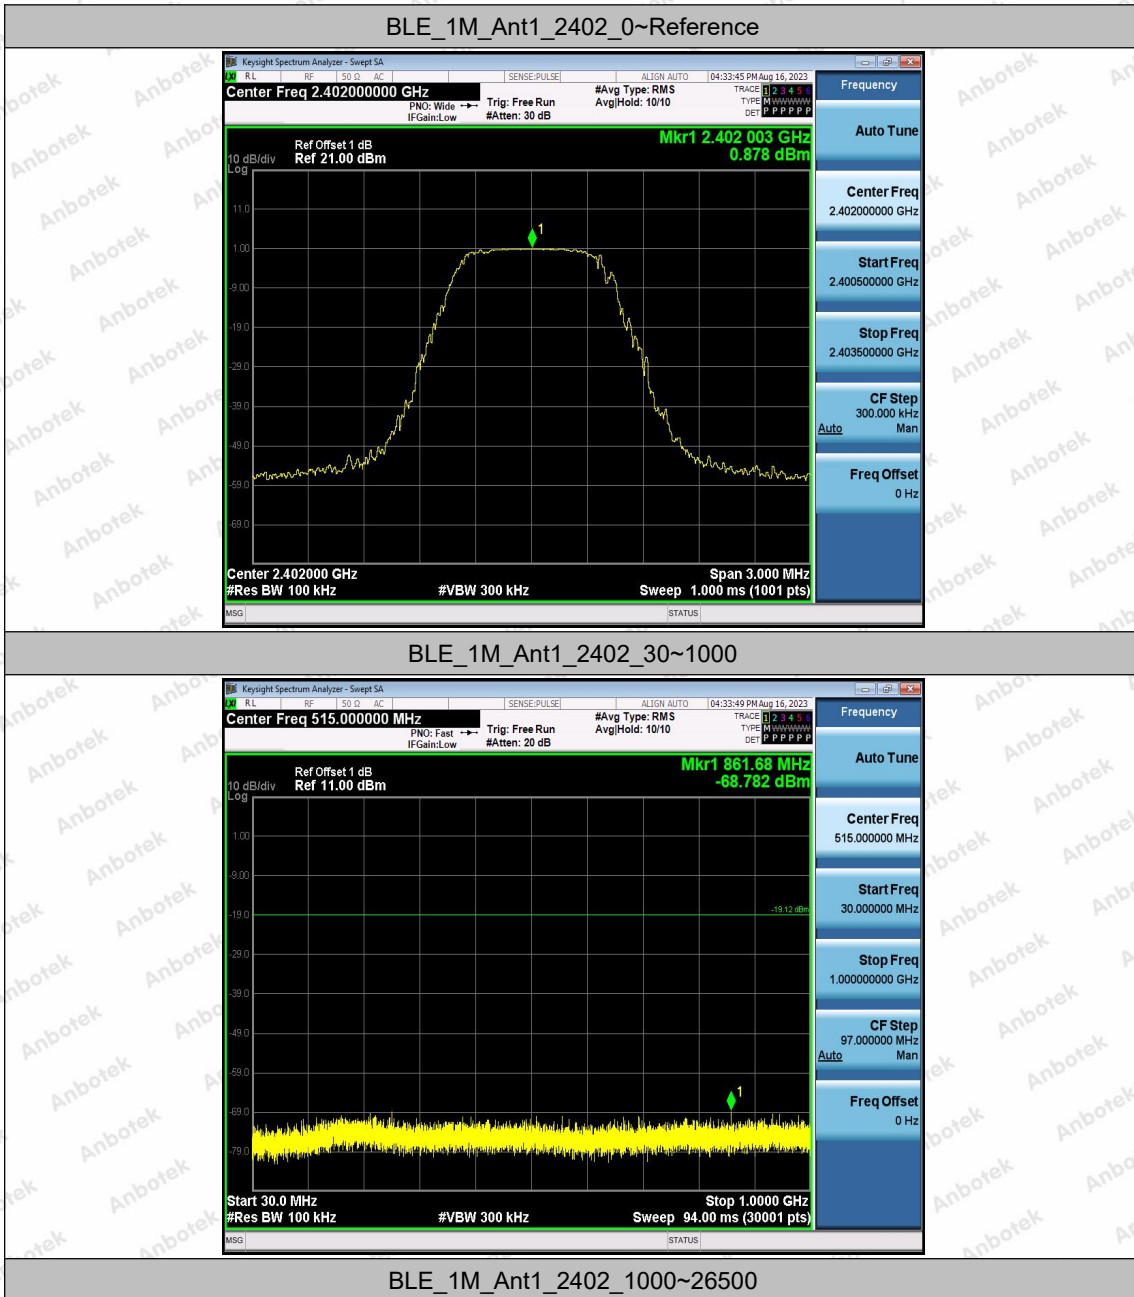 BLE_1M_Ant1_2402_0~Reference
Keysight Spectrum Analyzer - Swept SA
LXI RL RF 50 Ω AC SENSE:PULSE ALIGN AUTO 04:33:45 PM Aug 16, 2023
Center Freq 2.402000000 GHz
PNO: Wide
IFGain:Low
Trig: Free Run
#Atten: 30 dB
#Avg Type: RMS
Avg|Hold: 10/10
TRACE 1 2 3 4 5 6
TYPE M WWWWW
DET P P P P P P
Frequency
Auto Tune
Center Freq
2.402000000 GHz
Start Freq
2.400500000 GHz
Stop Freq
2.403500000 GHz
CF Step
300.000 kHz
Auto Man
Freq Offset
0 Hz
Mkr1 2.402 003 GHz
0.878 dBm
Ref Offset 1 dB
10 dB/div Ref 21.00 dBm
Log
11.0
1.00
-9.00
-19.0
-29.0
-39.0
-49.0
-59.0
-69.0
1
Center 2.402000 GHz Span 3.000 MHz
#Res BW 100 kHz #VBW 300 kHz Sweep 1.000 ms (1001 pts)
MSG STATUS
BLE_1M_Ant1_2402_30~1000
Keysight Spectrum Analyzer - Swept SA
LXI RL RF 50 Ω AC SENSE:PULSE ALIGN AUTO 04:33:49 PM Aug 16, 2023
Center Freq 515.000000 MHz
PNO: Fast
IFGain:Low
Trig: Free Run
#Atten: 20 dB
#Avg Type: RMS
Avg|Hold: 10/10
TRACE 1 2 3 4 5 6
TYPE M WWWWW
DET P P P P P P
Frequency
Auto Tune
Center Freq
515.000000 MHz
Start Freq
30.000000 MHz
Stop Freq
1.000000000 GHz
CF Step
97.000000 MHz
Auto Man
Freq Offset
0 Hz
Mkr1 861.68 MHz
-68.782 dBm
Ref Offset 1 dB
10 dB/div Ref 11.00 dBm
Log
1.00
-9.00
-19.0
-29.0
-39.0
-49.0
-59.0
-69.0
-79.0
-19.12 dBm
1
Start 30.0 MHz Stop 1.0000 GHz
#Res BW 100 kHz #VBW 300 kHz Sweep 94.00 ms (30001 pts)
MSG STATUS
BLE_1M_Ant1_2402_1000~26500